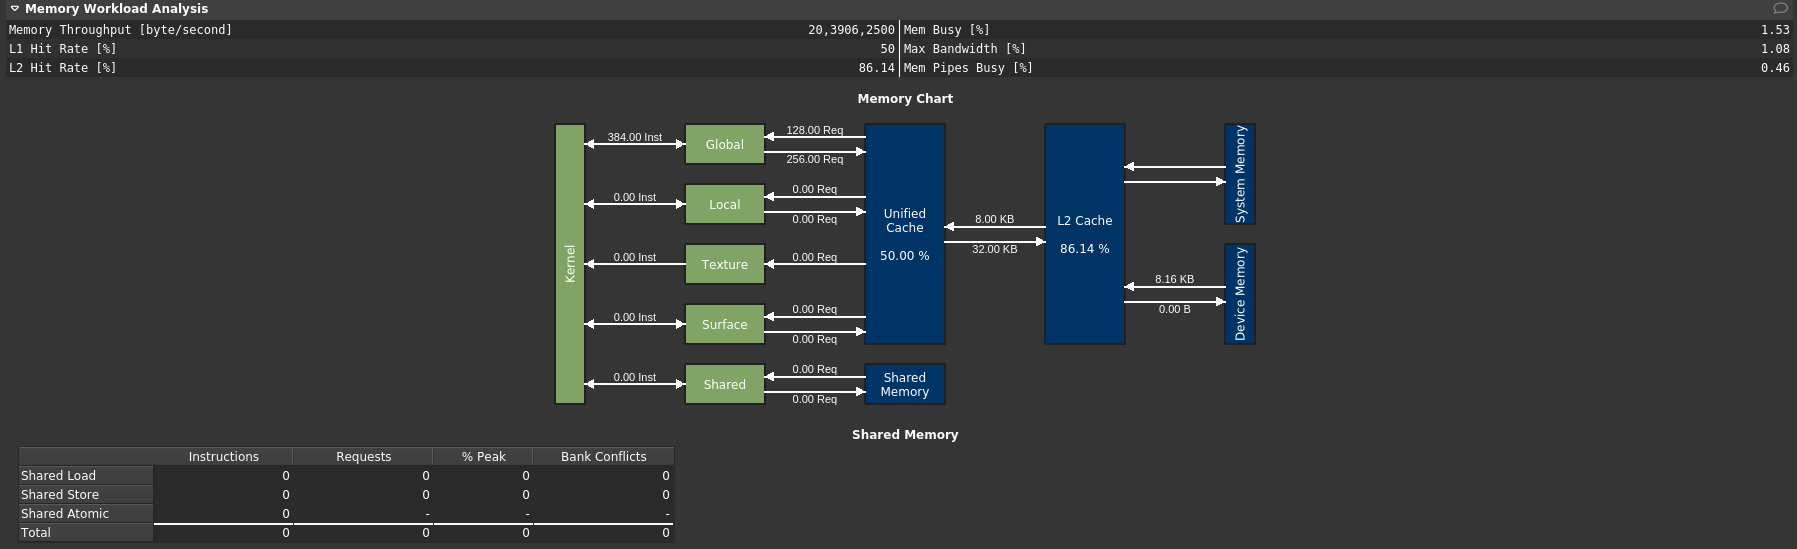 Memory Workload Analysis
Memory Throughput [byte/second] 20,3906,2500 Mem Busy [%] 1.53
L1 Hit Rate [%] 50 Max Bandwidth [%] 1.08
L2 Hit Rate [%] 86.14 Mem Pipes Busy [%] 0.46
Memory Chart
Kernel
384.00 Inst
Global
128.00 Req
256.00 Req
0.00 Inst
Local
0.00 Req
0.00 Req
0.00 Inst
Texture
0.00 Req
0.00 Inst
Surface
0.00 Req
0.00 Req
0.00 Inst
Shared
0.00 Req
0.00 Req
Unified
Cache
50.00 %
Shared
Memory
8.00 KB
32.00 KB
L2 Cache
86.14 %
System Memory
8.16 KB
0.00 B
Device Memory
Shared Memory
Instructions Requests % Peak Bank Conflicts
Shared Load 0 0 0 0
Shared Store 0 0 0 0
Shared Atomic 0 - - -
Total 0 0 0 0